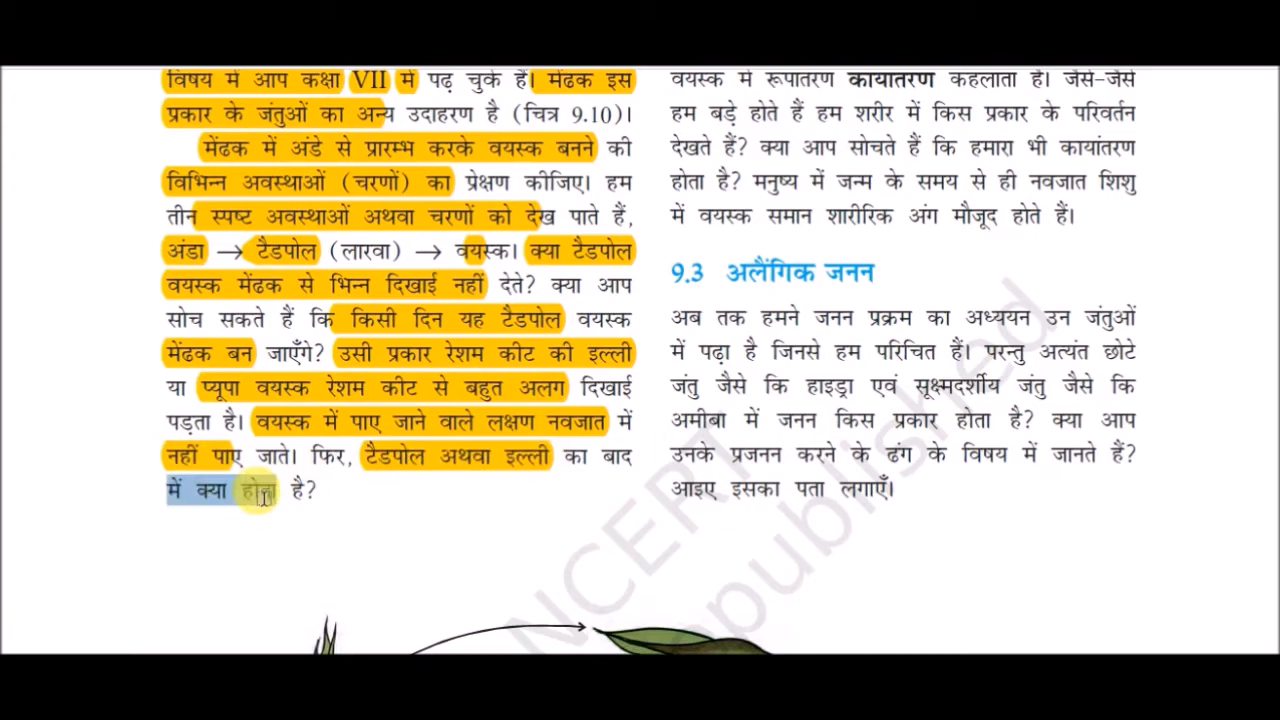 विषय में आप कक्षा VII में पढ़ चुके हैं। मेंढक इस
प्रकार के जंतुओं का अन्य उदाहरण है (चित्र 9.10)।
मेंढक में अंडे से प्रारम्भ करके वयस्क बनने की
विभिन्न अवस्थाओं (चरणों) का प्रेक्षण कीजिए। हम
तीन स्पष्ट अवस्थाओं अथवा चरणों को देख पाते हैं,
अंडा → टैडपोल (लारवा) → वयस्क। क्या टैडपोल
वयस्क मेंढक से भिन्न दिखाई नहीं देते? क्या आप
सोच सकते हैं कि किसी दिन यह टैडपोल वयस्क
मेंढक बन जाएँगे? उसी प्रकार रेशम कीट की इल्ली
या प्यूपा वयस्क रेशम कीट से बहुत अलग दिखाई
पड़ता है। वयस्क में पाए जाने वाले लक्षण नवजात में
नहीं पाए जाते। फिर, टैडपोल अथवा इल्ली का बाद
में क्या होता है?
वयस्क में रूपांतरण कायांतरण कहलाता है। जैसे-जैसे
हम बड़े होते हैं हम शरीर में किस प्रकार के परिवर्तन
देखते हैं? क्या आप सोचते हैं कि हमारा भी कायांतरण
होता है? मनुष्य में जन्म के समय से ही नवजात शिशु
में वयस्क समान शारीरिक अंग मौजूद होते हैं।
9.3 अलैंगिक जनन
अब तक हमने जनन प्रक्रम का अध्ययन उन जंतुओं
में पढ़ा है जिनसे हम परिचित हैं। परन्तु अत्यंत छोटे
जंतु जैसे कि हाइड्रा एवं सूक्ष्मदर्शीय जंतु जैसे कि
अमीबा में जनन किस प्रकार होता है? क्या आप
उनके प्रजनन करने के ढंग के विषय में जानते हैं?
आइए इसका पता लगाएँ।
NCERT
republished